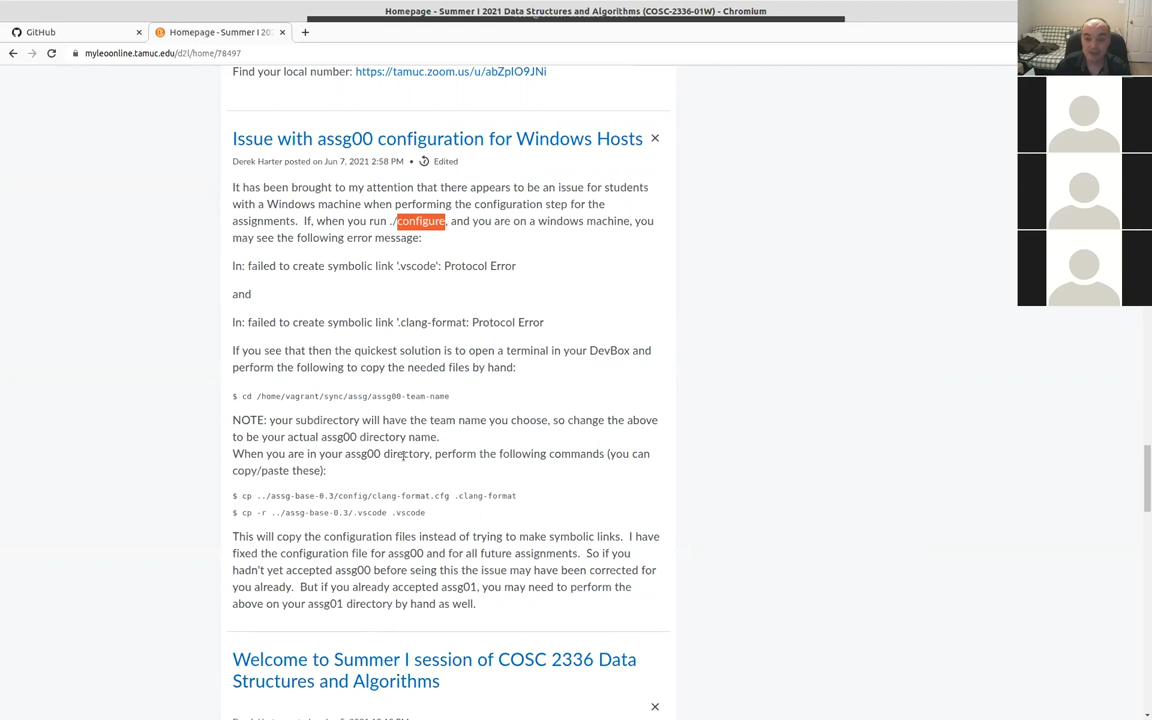 Homepage - Summer I 2021 Data Structures and Algorithms (COSC-2336-01W) - Chromium
GitHub
Homepage - Summer I 202
myleoonline.tamuc.edu/d2l/home/78497
Find your local number: https://tamuc.zoom.us/u/abZpIO9JNi
Issue with assg00 configuration for Windows Hosts
Derek Harter posted on Jun 7, 2021 2:58 PM • Edited
It has been brought to my attention that there appears to be an issue for students
with a Windows machine when performing the configuration step for the
assignments. If, when you run ./configure, and you are on a windows machine, you
may see the following error message:
ln: failed to create symbolic link '.vscode': Protocol Error
and
ln: failed to create symbolic link '.clang-format: Protocol Error
If you see that then the quickest solution is to open a terminal in your DevBox and
perform the following to copy the needed files by hand:
$ cd /home/vagrant/sync/assg/assg00-team-name
NOTE: your subdirectory will have the team name you choose, so change the above
to be your actual assg00 directory name.
When you are in your assg00 directory, perform the following commands (you can
copy/paste these):
$ cp ../assg-base-0.3/config/clang-format.cfg .clang-format
$ cp -r ../assg-base-0.3/.vscode .vscode
This will copy the configuration files instead of trying to make symbolic links. I have
fixed the configuration file for assg00 and for all future assignments. So if you
hadn't yet accepted assg00 before seing this the issue may have been corrected for
you already. But if you already accepted assg01, you may need to perform the
above on your assg01 directory by hand as well.
Welcome to Summer I session of COSC 2336 Data
Structures and Algorithms